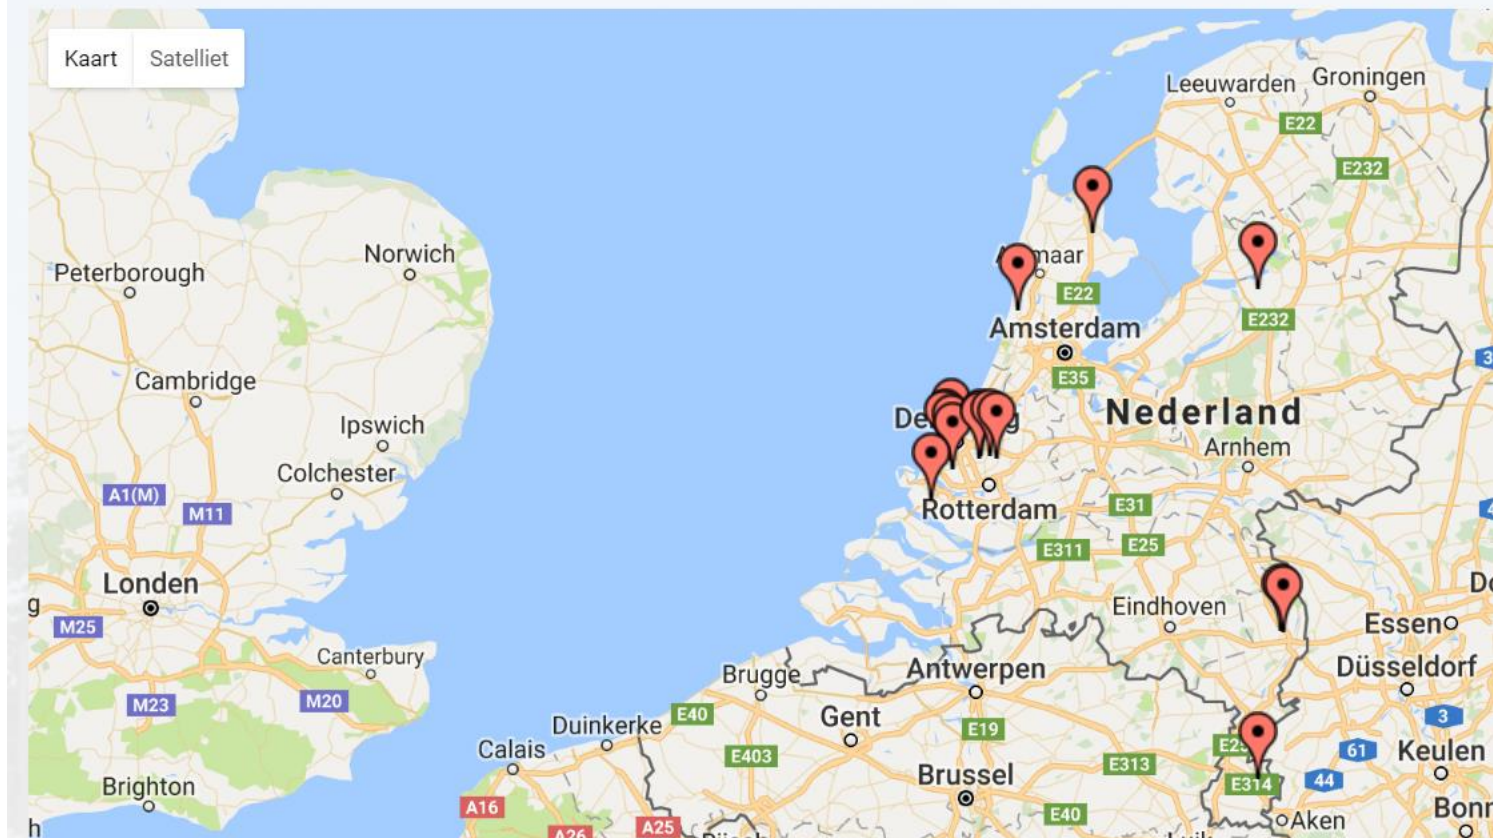 Kaart Satelliet
Leeuwarden Groningen
E22
E232
Norwich
Peterborough
maar
E22
E232
Amsterdam
Cambridge
E35
De
g
Nederland
Ipswich
Arnhem
Colchester
A1(M)
M11
Rotterdam
E31
E311
E25
Londen
g
M25
Eindhoven
Essen
Canterbury
Brugge
Antwerpen
Düsseldorf
M23
M20
Duinkerke
E40
Gent
E19
3
Calais
E403
E313
61
Keulen
Brussel
E314
44
Brighton
A16
E40
Aken
Bonn
A26
A25
h